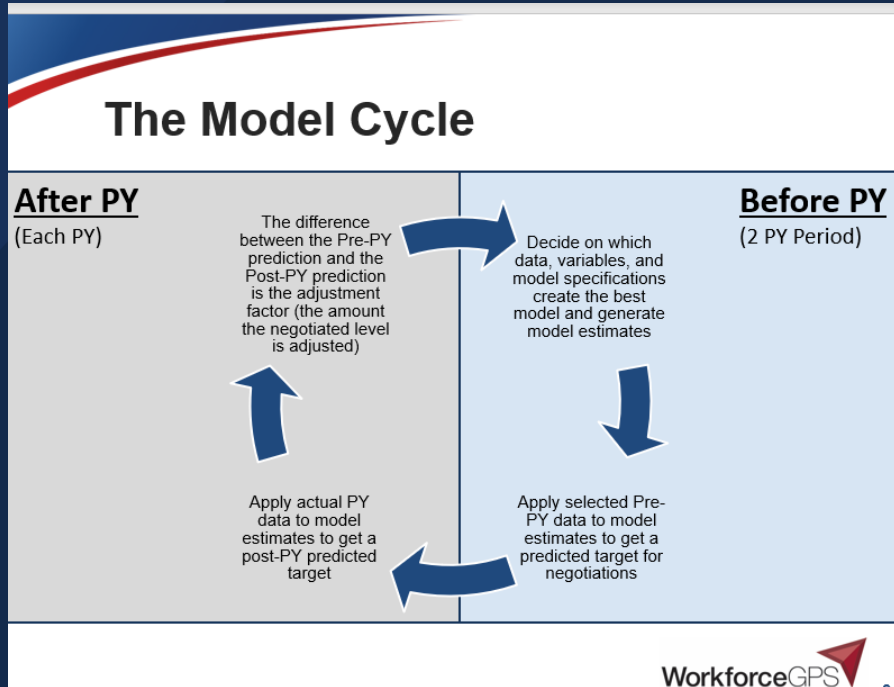 The Model Cycle
After PY
(Each PY)
The difference
between the Pre-PY
prediction and the
Post-PY prediction
is the adjustment
factor (the amount
the negotiated level
is adjusted)
Before PY
(2 PY Period)
Decide on which
data, variables, and
model specifications
create the best
model and generate
model estimates
Apply selected Pre-
PY data to model
estimates to get a
predicted target for
negotiations
Apply actual PY
data to model
estimates to get a
post-PY predicted
target
WorkforceGPS